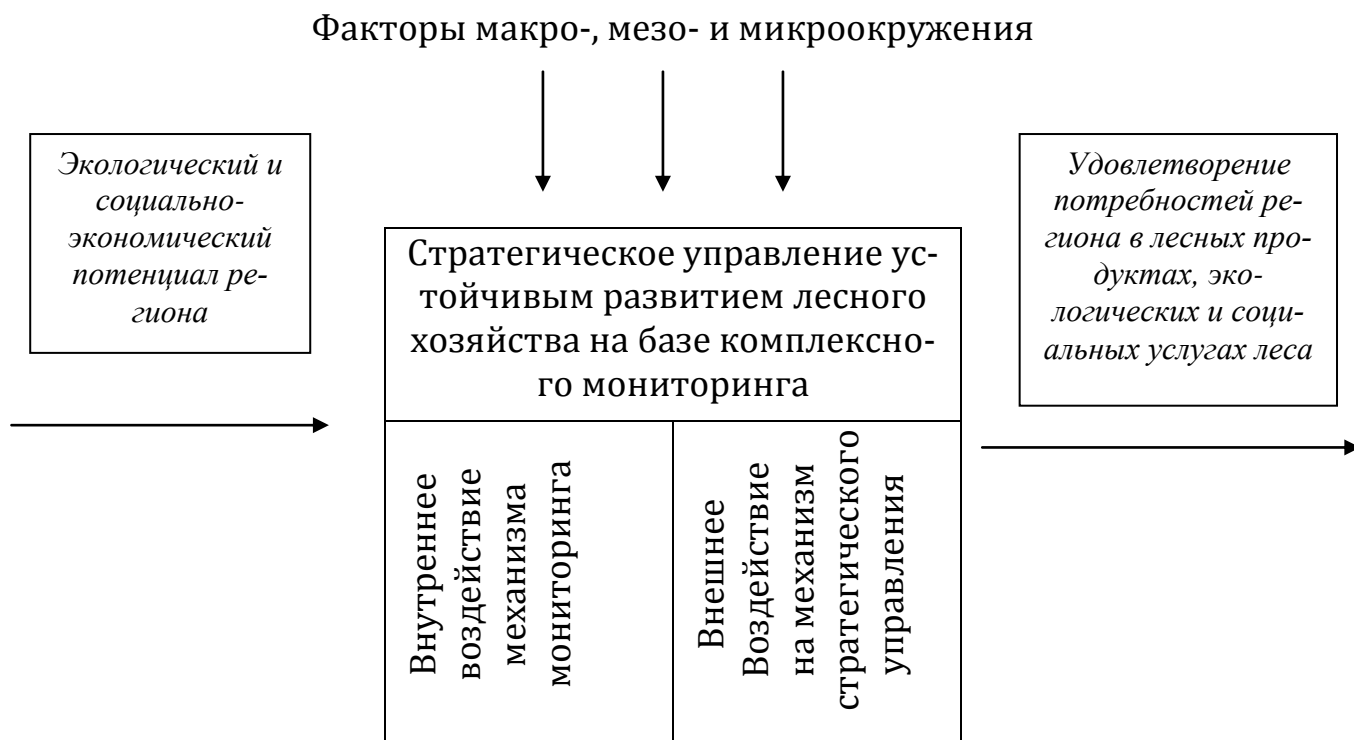 Факторы макро-, мезо- и микроокружения
Экологический и
социально-
экономический
потенциал ре-
гиона
Удовлетворение
потребностей ре-
гиона в лесных про-
дуктах, эко-
логических и соци-
альных услугах леса
Стратегическое управление ус-
тойчивым развитием лесного
хозяйства на базе комплексно-
го мониторинга
Внутреннее
воздействие
механизма
мониторинга
Внешнее
Воздействие
на механизм
стратегического
управления